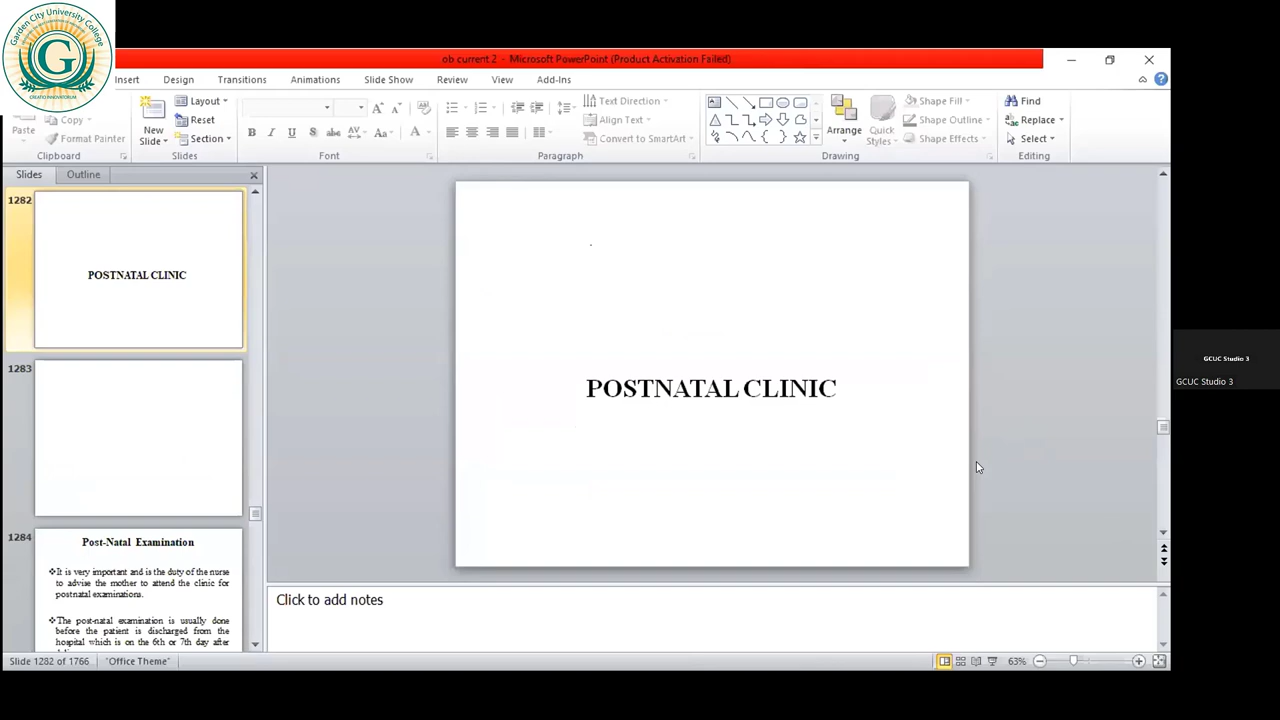 Garden City University College
G
ob current 2 - Microsoft PowerPoint (Product Activation Failed)
Insert Design Transitions Animations Slide Show Review View Add-Ins
Paste
Copy
Format Painter
Clipboard
New
Slide
Layout
Reset
Section
Slides
B I U S abc AV Aa A
Font
Text Direction
Align Text
Convert to SmartArt
Paragraph
Arrange
Quick
Styles
Shape Fill
Shape Outline
Shape Effects
Drawing
Find
Replace
Select
Editing
Slides Outline
1282
POSTNATAL CLINIC
1283
1284
Post-Natal Examination
❖It is very important and is the duty of the nurse
to advise the mother to attend the clinic for
postnatal examinations.
❖The post-natal examination is usually done
before the patient is discharged from the
hospital which is on the 6th or 7th day after
POSTNATAL CLINIC
GCUC Studio 3
GCUC Studio 3
Click to add notes
Slide 1282 of 1766 "Office Theme" 63%